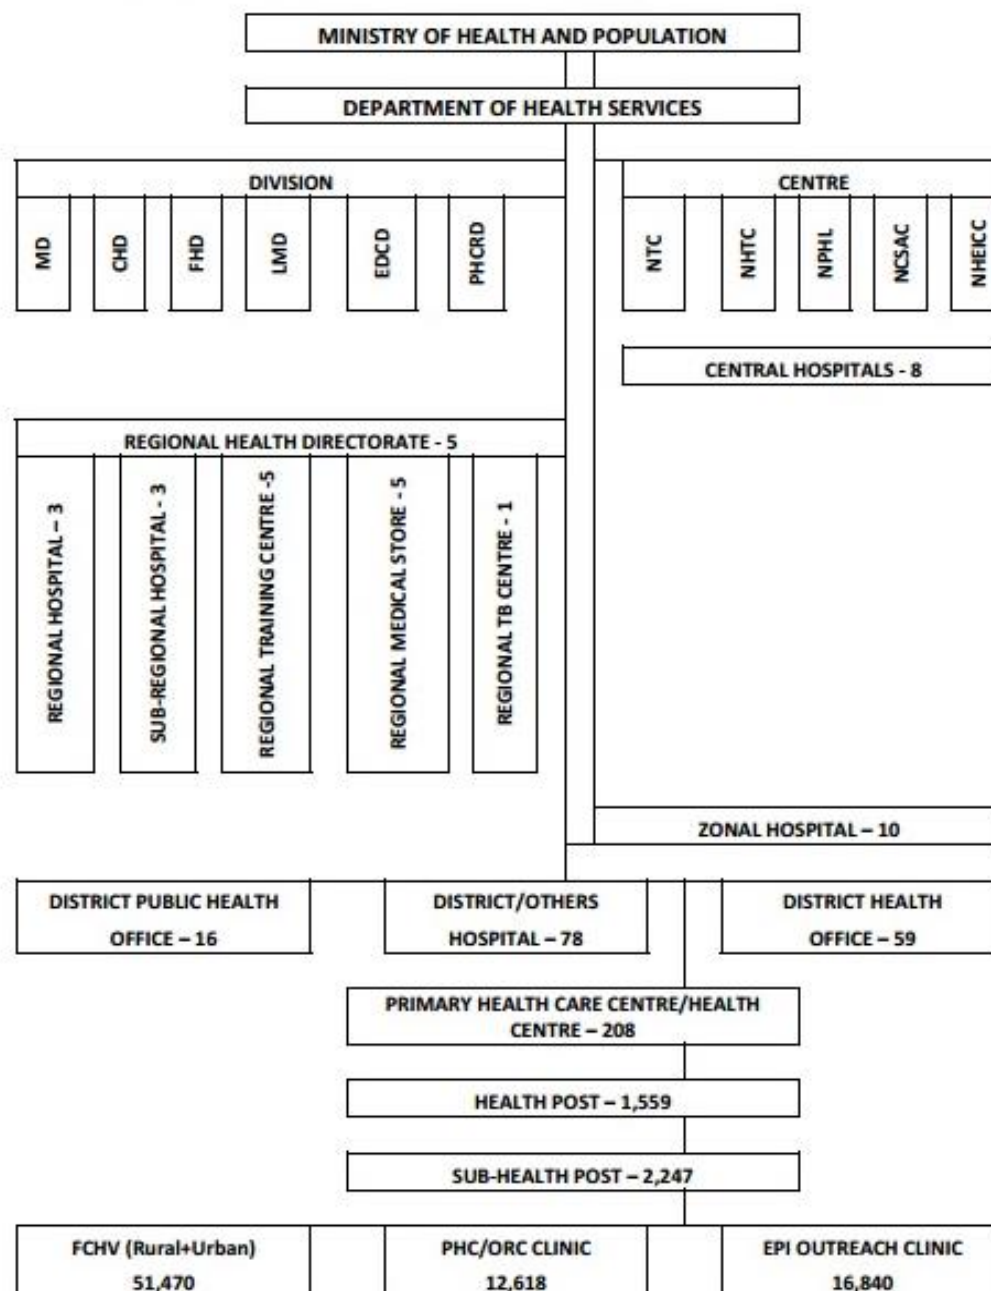 MINISTRY OF HEALTH AND POPULATION
DEPARTMENT OF HEALTH SERVICES
DIVISION
MD
CHD
FHD
LMD
EDCD
PHCRD
CENTRE
NTC
NHTC
NPHL
NCSAC
NHEICC
CENTRAL HOSPITALS - 8
REGIONAL HEALTH DIRECTORATE - 5
REGIONAL HOSPITAL – 3
SUB-REGIONAL HOSPITAL - 3
REGIONAL TRAINING CENTRE -5
REGIONAL MEDICAL STORE - 5
REGIONAL TB CENTRE - 1
ZONAL HOSPITAL – 10
DISTRICT PUBLIC HEALTH
OFFICE – 16
DISTRICT/OTHERS
HOSPITAL – 78
DISTRICT HEALTH
OFFICE – 59
PRIMARY HEALTH CARE CENTRE/HEALTH
CENTRE – 208
HEALTH POST – 1,559
SUB-HEALTH POST – 2,247
FCHV (Rural+Urban)
51,470
PHC/ORC CLINIC
12,618
EPI OUTREACH CLINIC
16,840